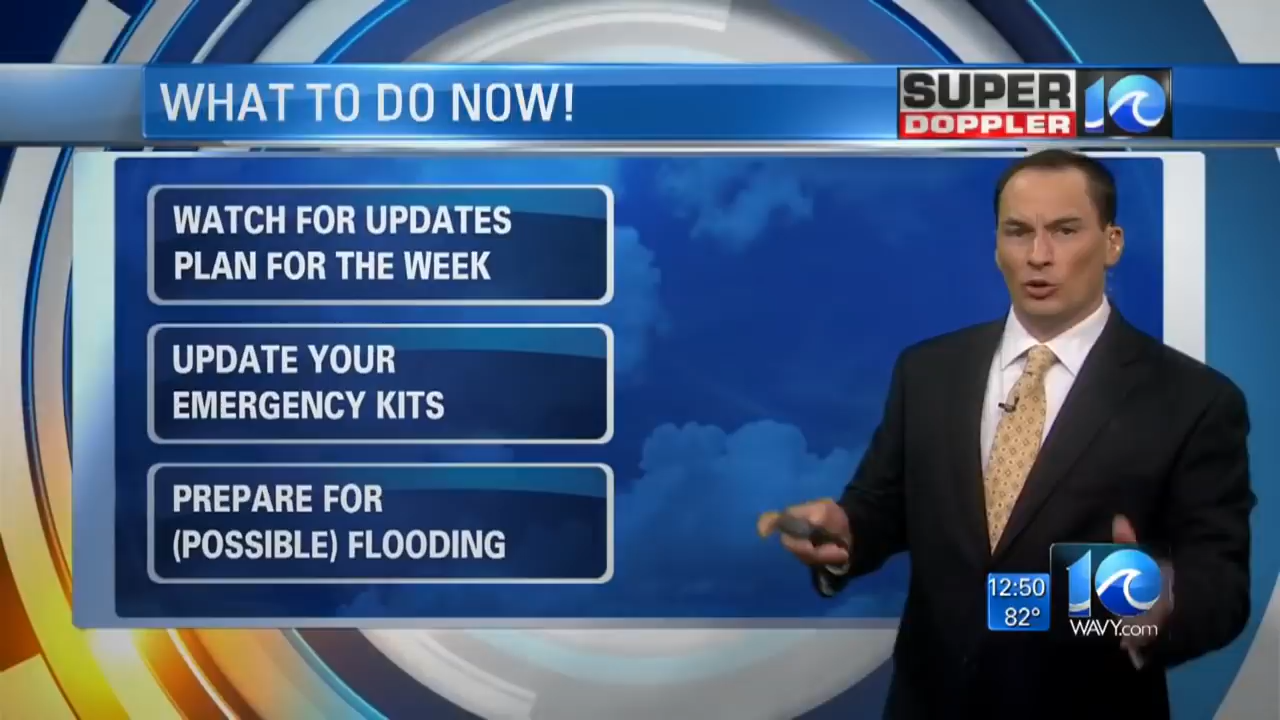 WHAT TO DO NOW!
SUPER
DOPPLER
10
WATCH FOR UPDATES
PLAN FOR THE WEEK
UPDATE YOUR
EMERGENCY KITS
PREPARE FOR
(POSSIBLE) FLOODING
12:50
82°
10
WAVY.com